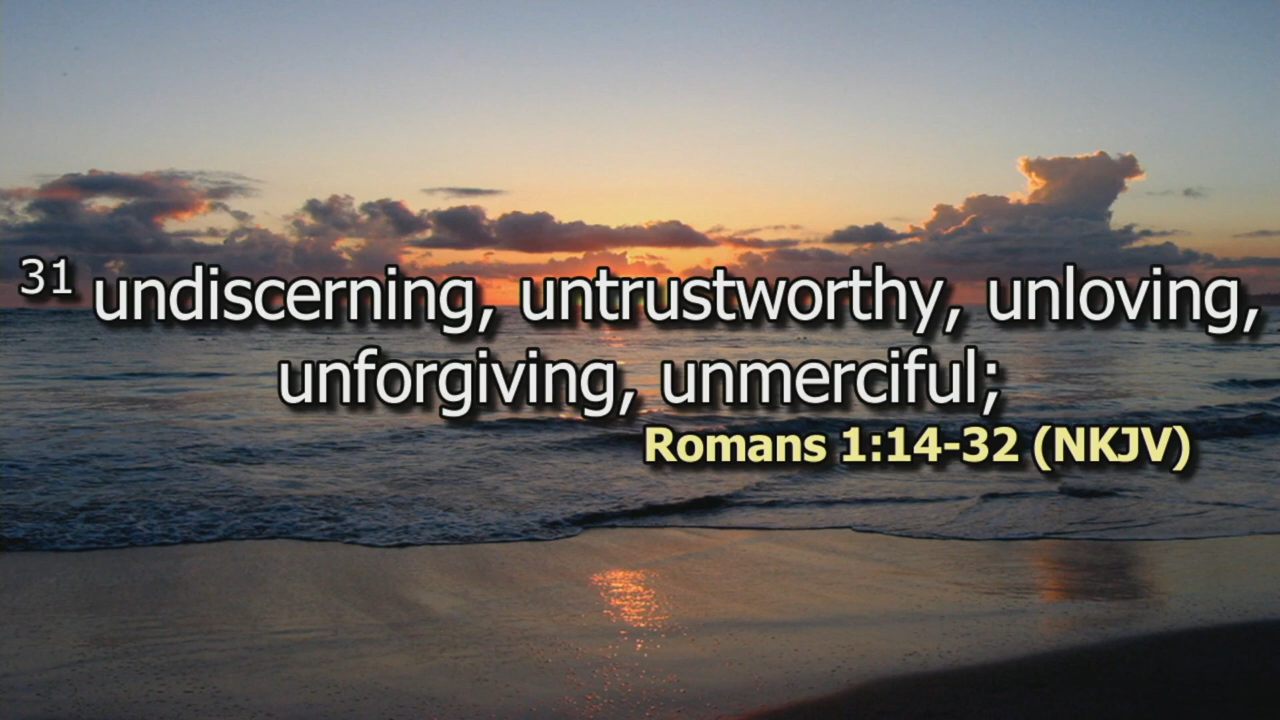 31 undiscerning, untrustworthy, unloving,
unforgiving, unmerciful;
Romans 1:14-32 (NKJV)